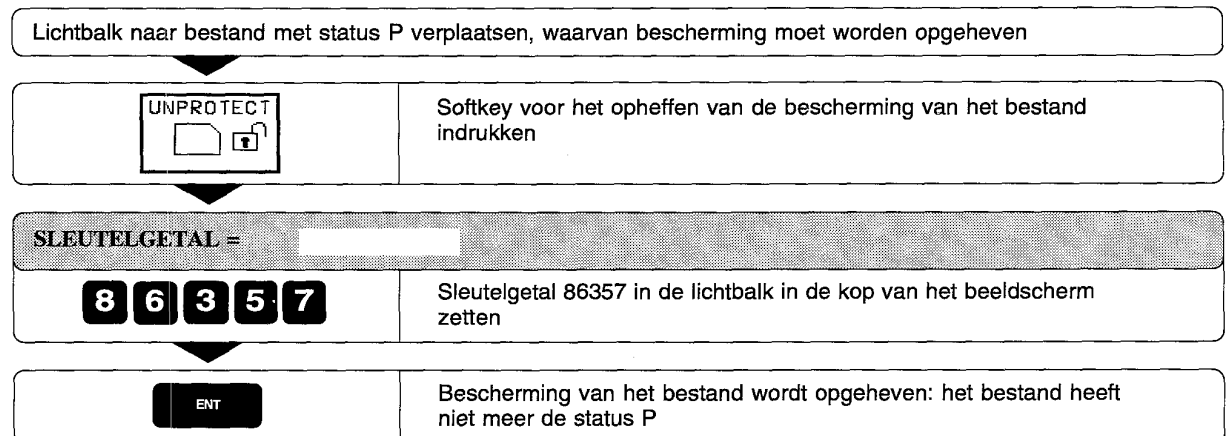 Lichtbalk naar bestand met status P verplaatsen, waarvan bescherming moet worden opgeheven
UNPROTECT
Softkey voor het opheffen van de bescherming van het bestand
indrukken
SLEUTELGETAL =
8 6 3 5 7
Sleutelgetal 86357 in de lichtbalk in de kop van het beeldscherm
zetten
ENT
Bescherming van het bestand wordt opgeheven: het bestand heeft
niet meer de status P